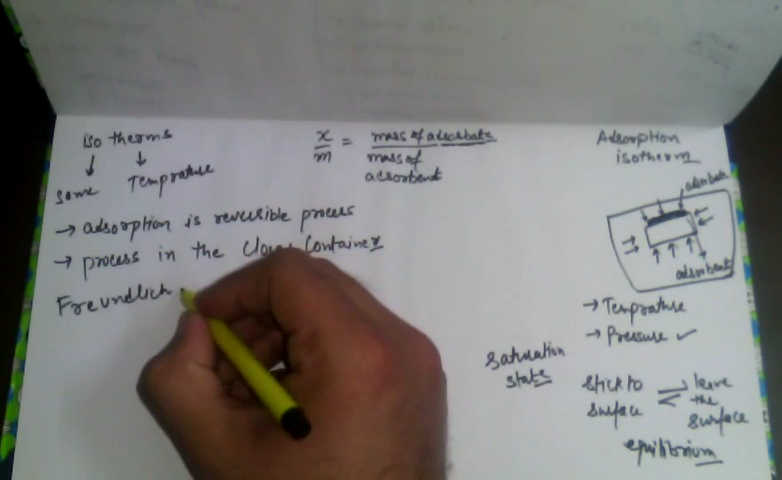 iso therms
↓ ↓
same Temprature
→ adsorption is reversible process
→ process in the Closed Container
Freundlich
x/m = mass of adsorbate / mass of adsorbent
Adsorption
isotherm
adsorbate
adsorbent
→ Temprature
→ Pressure ✓
Saturation
state
stick to surface ⇌ leave the surface
equilibrium